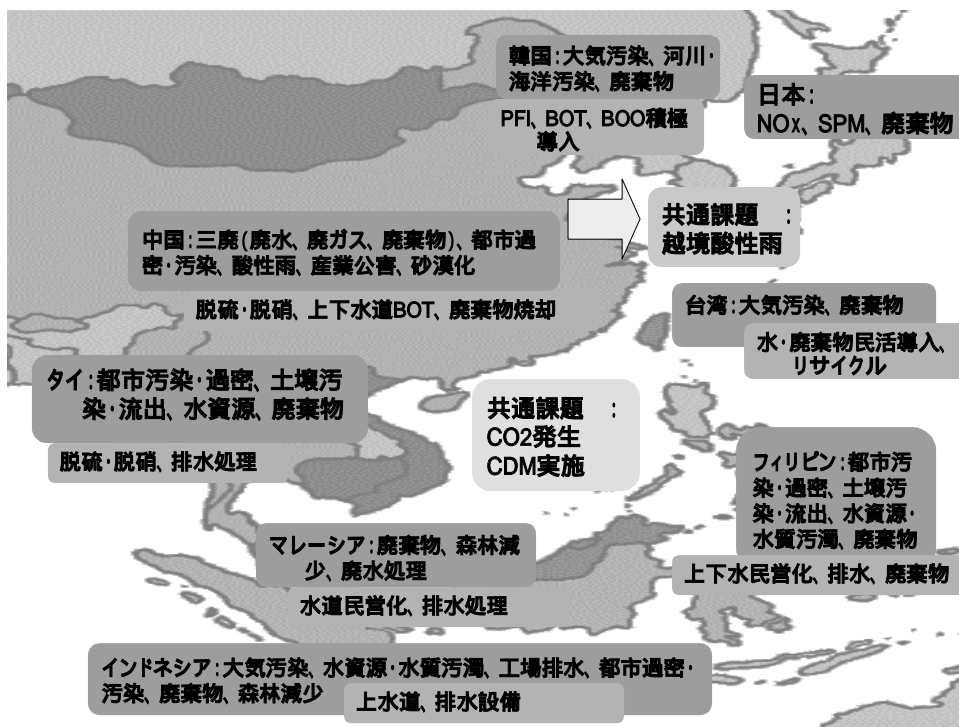 韓国：大気汚染、河川・
海洋汚染、廃棄物
PFI、BOT、BOO積極
導入
日本：
NOx、SPM、廃棄物
共通課題　：
越境酸性雨
中国：三廃(廃水、廃ガス、廃棄物)、都市過
密・汚染、酸性雨、産業公害、砂漠化
脱硫・脱硝、上下水道BOT、廃棄物焼却
台湾：大気汚染、廃棄物
水・廃棄物民活導入、
リサイクル
タイ：都市汚染・過密、土壌汚
染・流出、水資源、廃棄物
脱硫・脱硝、排水処理
共通課題　：
CO2発生
CDM実施
フィリピン：都市汚
染・過密、土壌汚
染・流出、水資源・
水質汚濁、廃棄物
上下水民営化、排水、廃棄物
マレーシア：廃棄物、森林減
少、廃水処理
水道民営化、排水処理
インドネシア：大気汚染、水資源・水質汚濁、工場排水、都市過密・
汚染、廃棄物、森林減少
上水道、排水設備